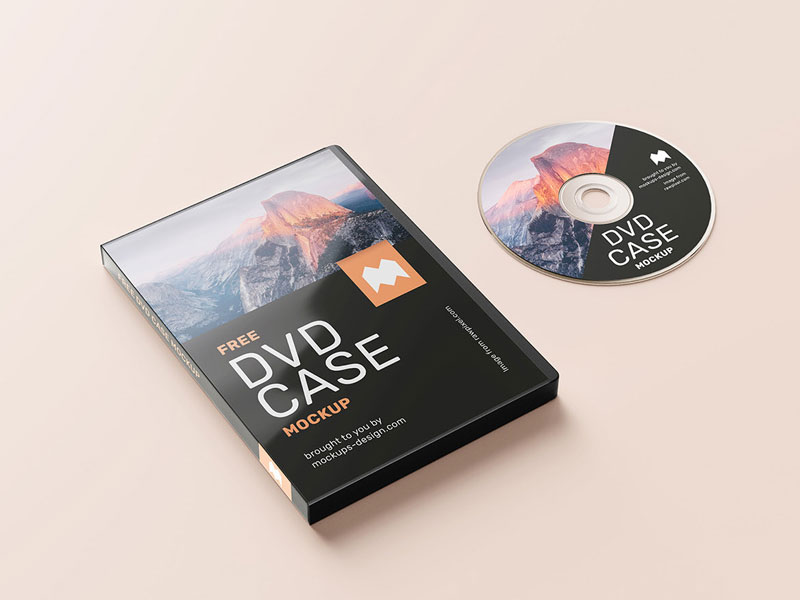 FREE
DVD
CASE
MOCKUP
brought to you by
mockups-design.com
Image from rawpixel.com
FREE DVD CASE MOCKUP
brought to you by
mockups-design.com
image from
rawpixel.com
DVD
CASE
MOCKUP